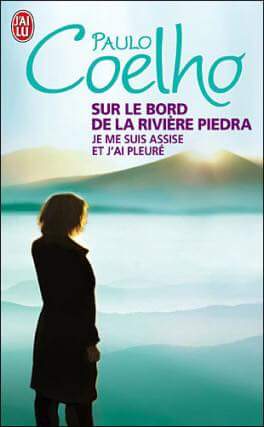 J'AI
LU
PAULO
Coelho
SUR LE BORD
DE LA RIVIÈRE PIEDRA
JE ME SUIS ASSISE
ET J'AI PLEURÉ